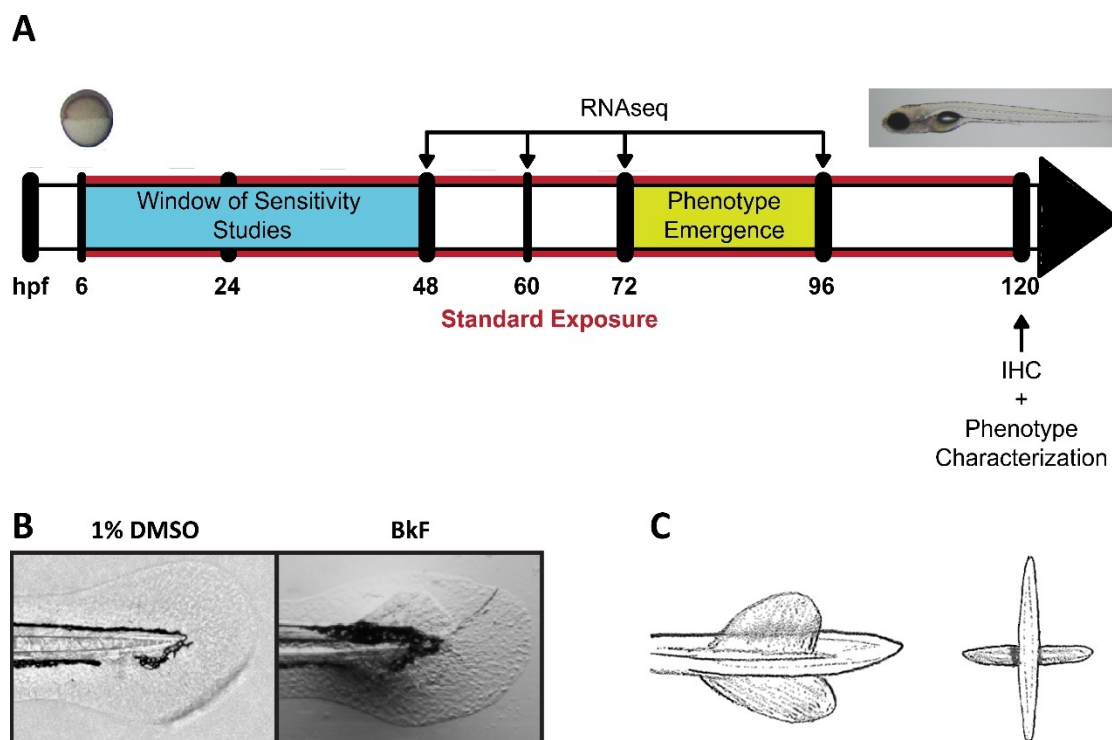 A
RNAseq
Window of Sensitivity
Studies
Phenotype
Emergence
hpf 6 24 48 60 72 96 120
Standard Exposure
IHC
+
Phenotype
Characterization
B
1% DMSO BkF
C